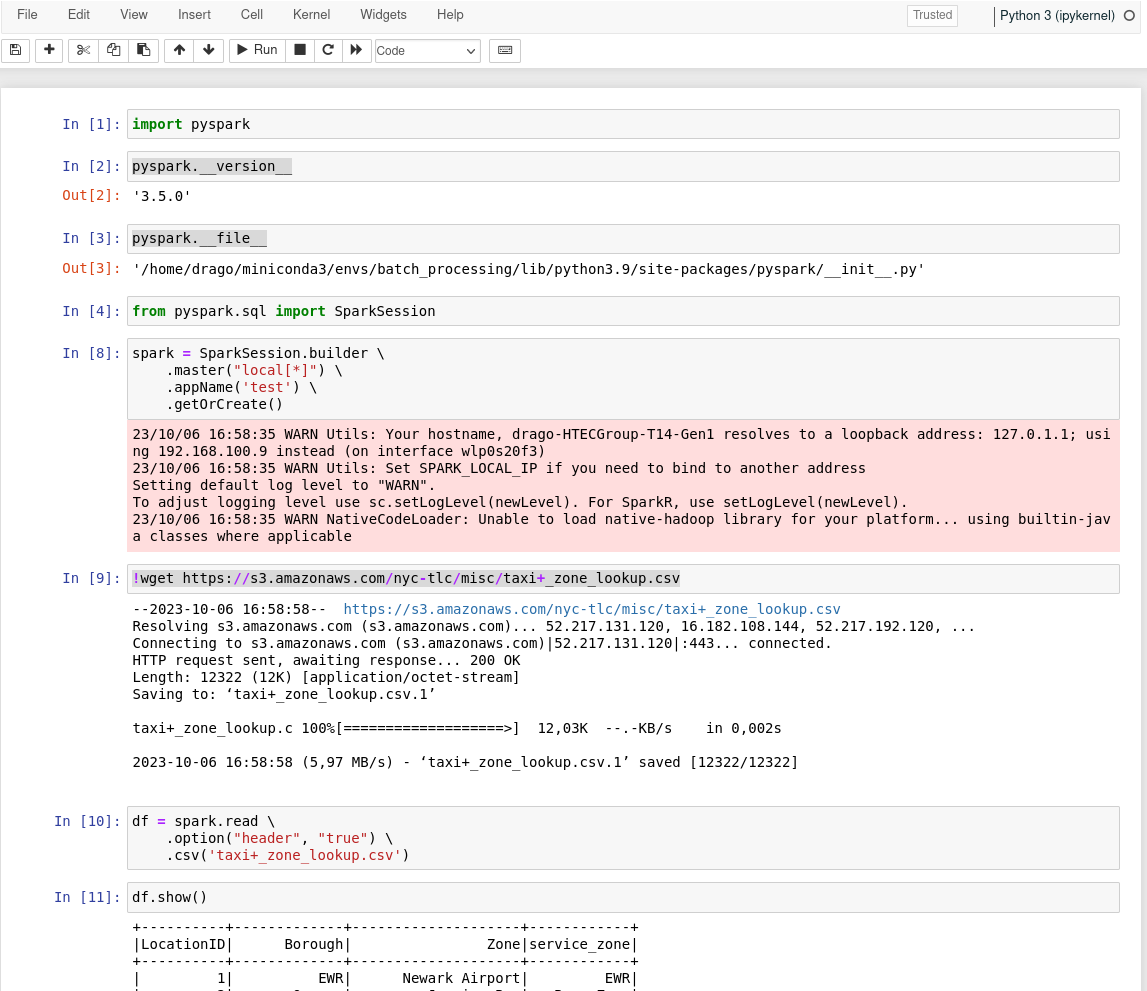 File Edit View Insert Cell Kernel Widgets Help Trusted Python 3 (ipykernel)
Run Code
In [1]: import pyspark
In [2]: pyspark.__version__
Out[2]: '3.5.0'
In [3]: pyspark.__file__
Out[3]: '/home/drago/miniconda3/envs/batch_processing/lib/python3.9/site-packages/pyspark/__init__.py'
In [4]: from pyspark.sql import SparkSession
In [8]: spark = SparkSession.builder \
.master("local[*]") \
.appName('test') \
.getOrCreate()
23/10/06 16:58:35 WARN Utils: Your hostname, drago-HTECGroup-T14-Gen1 resolves to a loopback address: 127.0.1.1; usi
ng 192.168.100.9 instead (on interface wlp0s20f3)
23/10/06 16:58:35 WARN Utils: Set SPARK_LOCAL_IP if you need to bind to another address
Setting default log level to "WARN".
To adjust logging level use sc.setLogLevel(newLevel). For SparkR, use setLogLevel(newLevel).
23/10/06 16:58:35 WARN NativeCodeLoader: Unable to load native-hadoop library for your platform... using builtin-jav
a classes where applicable
In [9]: !wget https://s3.amazonaws.com/nyc-tlc/misc/taxi+_zone_lookup.csv
--2023-10-06 16:58:58--  https://s3.amazonaws.com/nyc-tlc/misc/taxi+_zone_lookup.csv
Resolving s3.amazonaws.com (s3.amazonaws.com)... 52.217.131.120, 16.182.108.144, 52.217.192.120, ...
Connecting to s3.amazonaws.com (s3.amazonaws.com)|52.217.131.120|:443... connected.
HTTP request sent, awaiting response... 200 OK
Length: 12322 (12K) [application/octet-stream]
Saving to: ‘taxi+_zone_lookup.csv.1’
taxi+_zone_lookup.c 100%[===================>]  12,03K  --.-KB/s    in 0,002s
2023-10-06 16:58:58 (5,97 MB/s) - ‘taxi+_zone_lookup.csv.1’ saved [12322/12322]
In [10]: df = spark.read \
.option("header", "true") \
.csv('taxi+_zone_lookup.csv')
In [11]: df.show()
+----------+-------------+--------------------+------------+
|LocationID|      Borough|                Zone|service_zone|
+----------+-------------+--------------------+------------+
|         1|          EWR|      Newark Airport|         EWR|